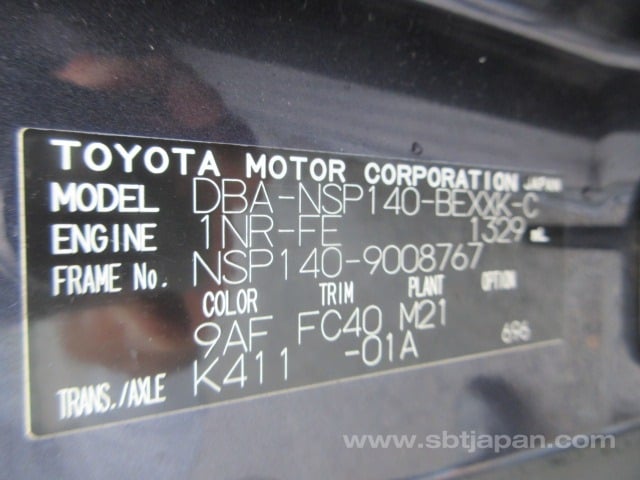 TOYOTA MOTOR CORPORATION JAPAN
MODEL DBA-NSP140-BEXXK-C
ENGINE 1NR-FE 1329 mL
FRAME No. NSP140-9008767
COLOR TRIM PLANT OPTION
9AF FC40 M21 696
TRANS./AXLE K411 -01A
www.sbtjapan.com